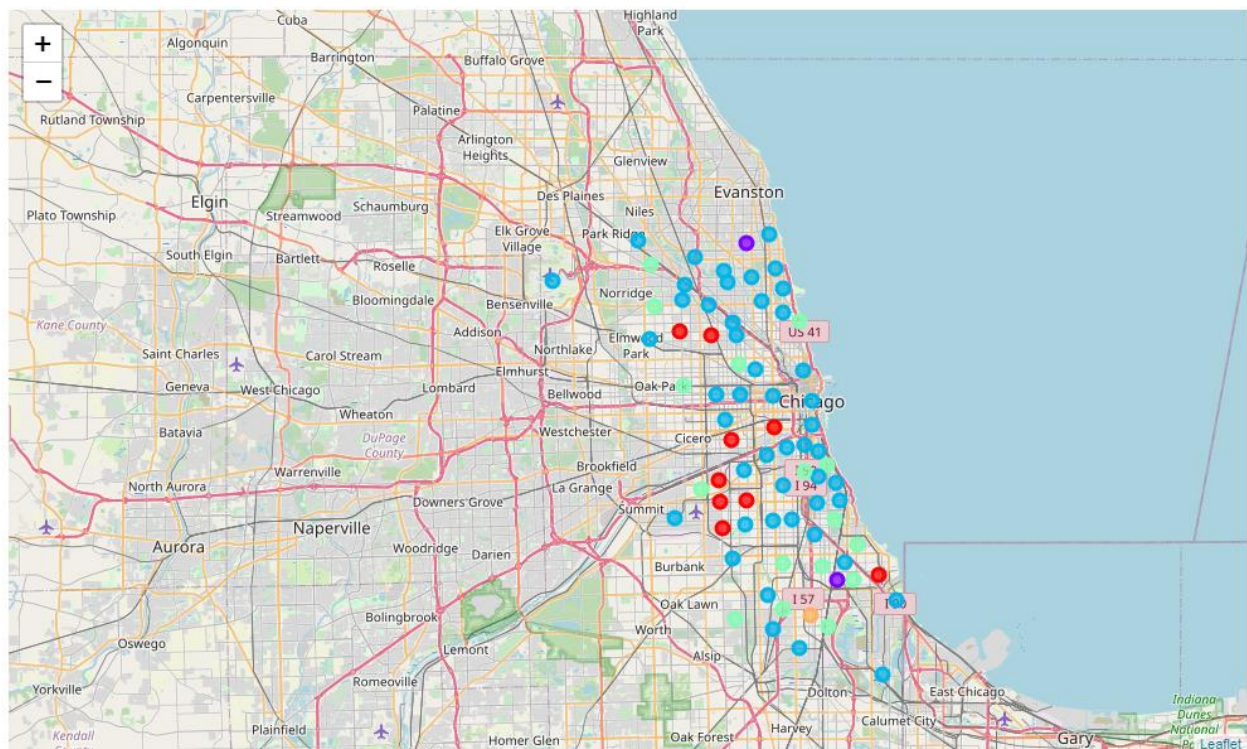 Highland
Park
Cuba
+
Algonquin
Barrington
Buffalo Grove
−
Carpentersville
Palatine
Rutland Township
Arlington
Heights
Glenview
Evanston
Des Plaines
Elgin
Schaumburg
Niles
Plato Township
Streamwood
Elk Grove
Village
Park Ridge
South Elgin
Bartlett
Roselle
Bensenville
Norridge
Bloomingdale
Kane County
Addison
US 41
Elmwood
Park
Saint Charles
Carol Stream
Northlake
Elmhurst
Geneva
West Chicago
Lombard
Oak Park
Bellwood
Chicago
Wheaton
Batavia
DuPage
County
Westchester
Cicero
Warrenville
Brookfield
North Aurora
Downers Grove
La Grange
I 94
Summit
Naperville
Aurora
Woodridge
Darien
Burbank
I 57
Oak Lawn
Bolingbrook
Oswego
Worth
Lemont
Alsip
Romeoville
Yorkville
Dolton
East Chicago
Plainfield
Harvey
Calumet City
Indiana
Dunes
National
Kendall
Homer Glen
Oak Forest
Gary
Leaflet